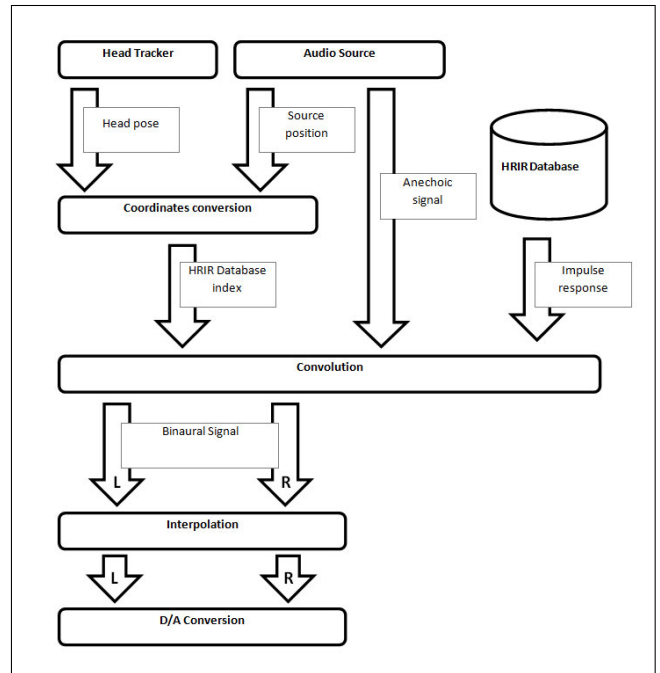 Head Tracker
Audio Source
Head pose
Source
position
HRIR Database
Anechoic
signal
Coordinates conversion
HRIR Database
index
Impulse
response
Convolution
Binaural Signal
L
R
Interpolation
L
R
D/A Conversion